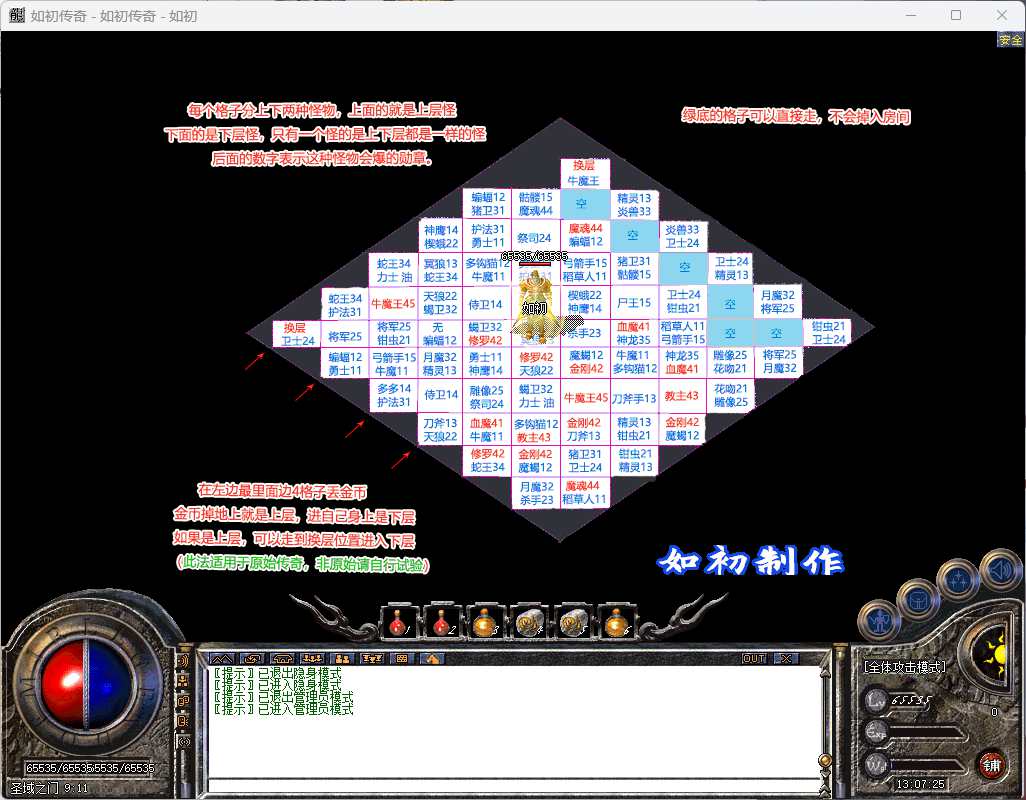 如初传奇 - 如初传奇 - 如初
安全
每个格子分上下两种怪物，上面的就是上层怪
下面的是下层怪，只有一个怪的是上下层都是一样的怪
后面的数字表示这种怪物会爆的勋章。
绿底的格子可以直接走，不会掉入房间
换层
牛魔王
蝙蝠12 骷髅15 空 精灵13
猪卫31 魔魂44 炎兽33
神鹰14 护法31 祭司24 魔魂44 空 炎兽33
楔蛾22 勇士11 蝙蝠12 卫士24
65535/65535
蛇王34 冥狼13 多钩猫12 弓箭手15 猪卫31 空 卫士24
力士 油 蛇王34 牛魔11 稻草人11 骷髅15 精灵13
蛇王34 牛魔王45 天狼22 侍卫14 楔蛾22 尸王15 卫士24 空 月魔32
护法31 蝎卫32 神鹰14 钳虫21 将军25
如初
换层 将军25 将军25 无 蝎卫32 杀手23 血魔41 稻草人11 空 空 钳虫21
卫士24 钳虫21 蝙蝠12 修罗42 神龙35 弓箭手15 卫士24
蝙蝠12 弓箭手15 月魔32 勇士11 修罗42 魔蝎12 牛魔11 神龙35 雕像25 将军25
勇士11 牛魔11 精灵13 神鹰14 天狼22 金刚42 多钩猫12 血魔41 花吻21 月魔32
多多14 侍卫14 雕像25 蝎卫32 牛魔王45 刀斧手13 教主43 花吻21
护法31 祭司24 力士 油 雕像25
刀斧13 血魔41 多钩猫12 金刚42 精灵13 金刚42
天狼22 牛魔11 教主43 刀斧13 钳虫21 魔蝎12
修罗42 金刚42 猪卫31 钳虫21
蛇王34 魔蝎12 卫士24 精灵13
月魔32 魔魂44
杀手23 稻草人11
在左边最里面边4格子丢金币
金币掉地上就是上层，进自己身上是下层
如果是上层，可以走到换层位置进入下层
（此法适用于原始传奇，非原始请自行试验）
如初制作
1 2 3 4 5 6
OUT
〖提示〗已退出隐身模式
〖提示〗已进入隐身模式
〖提示〗已退出管理员模式
〖提示〗已进入管理员模式
[全体攻击模式]
Lv 65535
0
Exp
Wt
铺
13:07:25
65535/65535 65535/65535
圣域之门 9:11